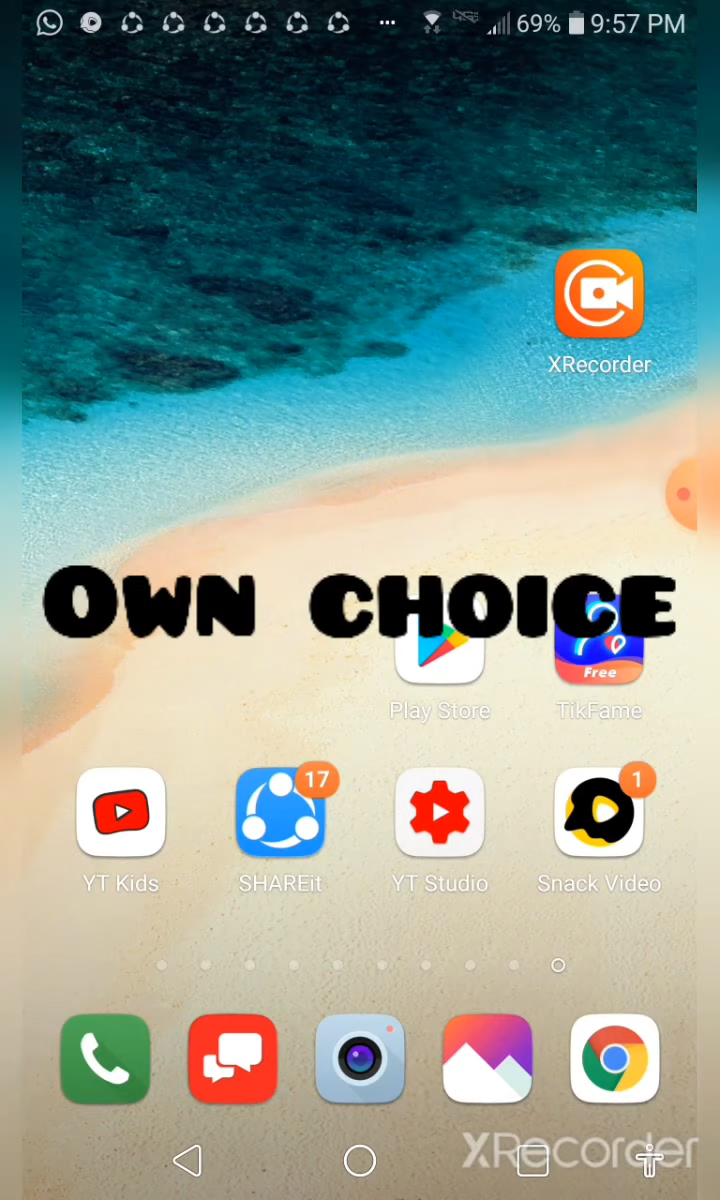 69% 9:57 PM
XRecorder
Own choice
Free
Play Store TikFame
17 1
YT Kids SHAREit YT Studio Snack Video
XRecorder